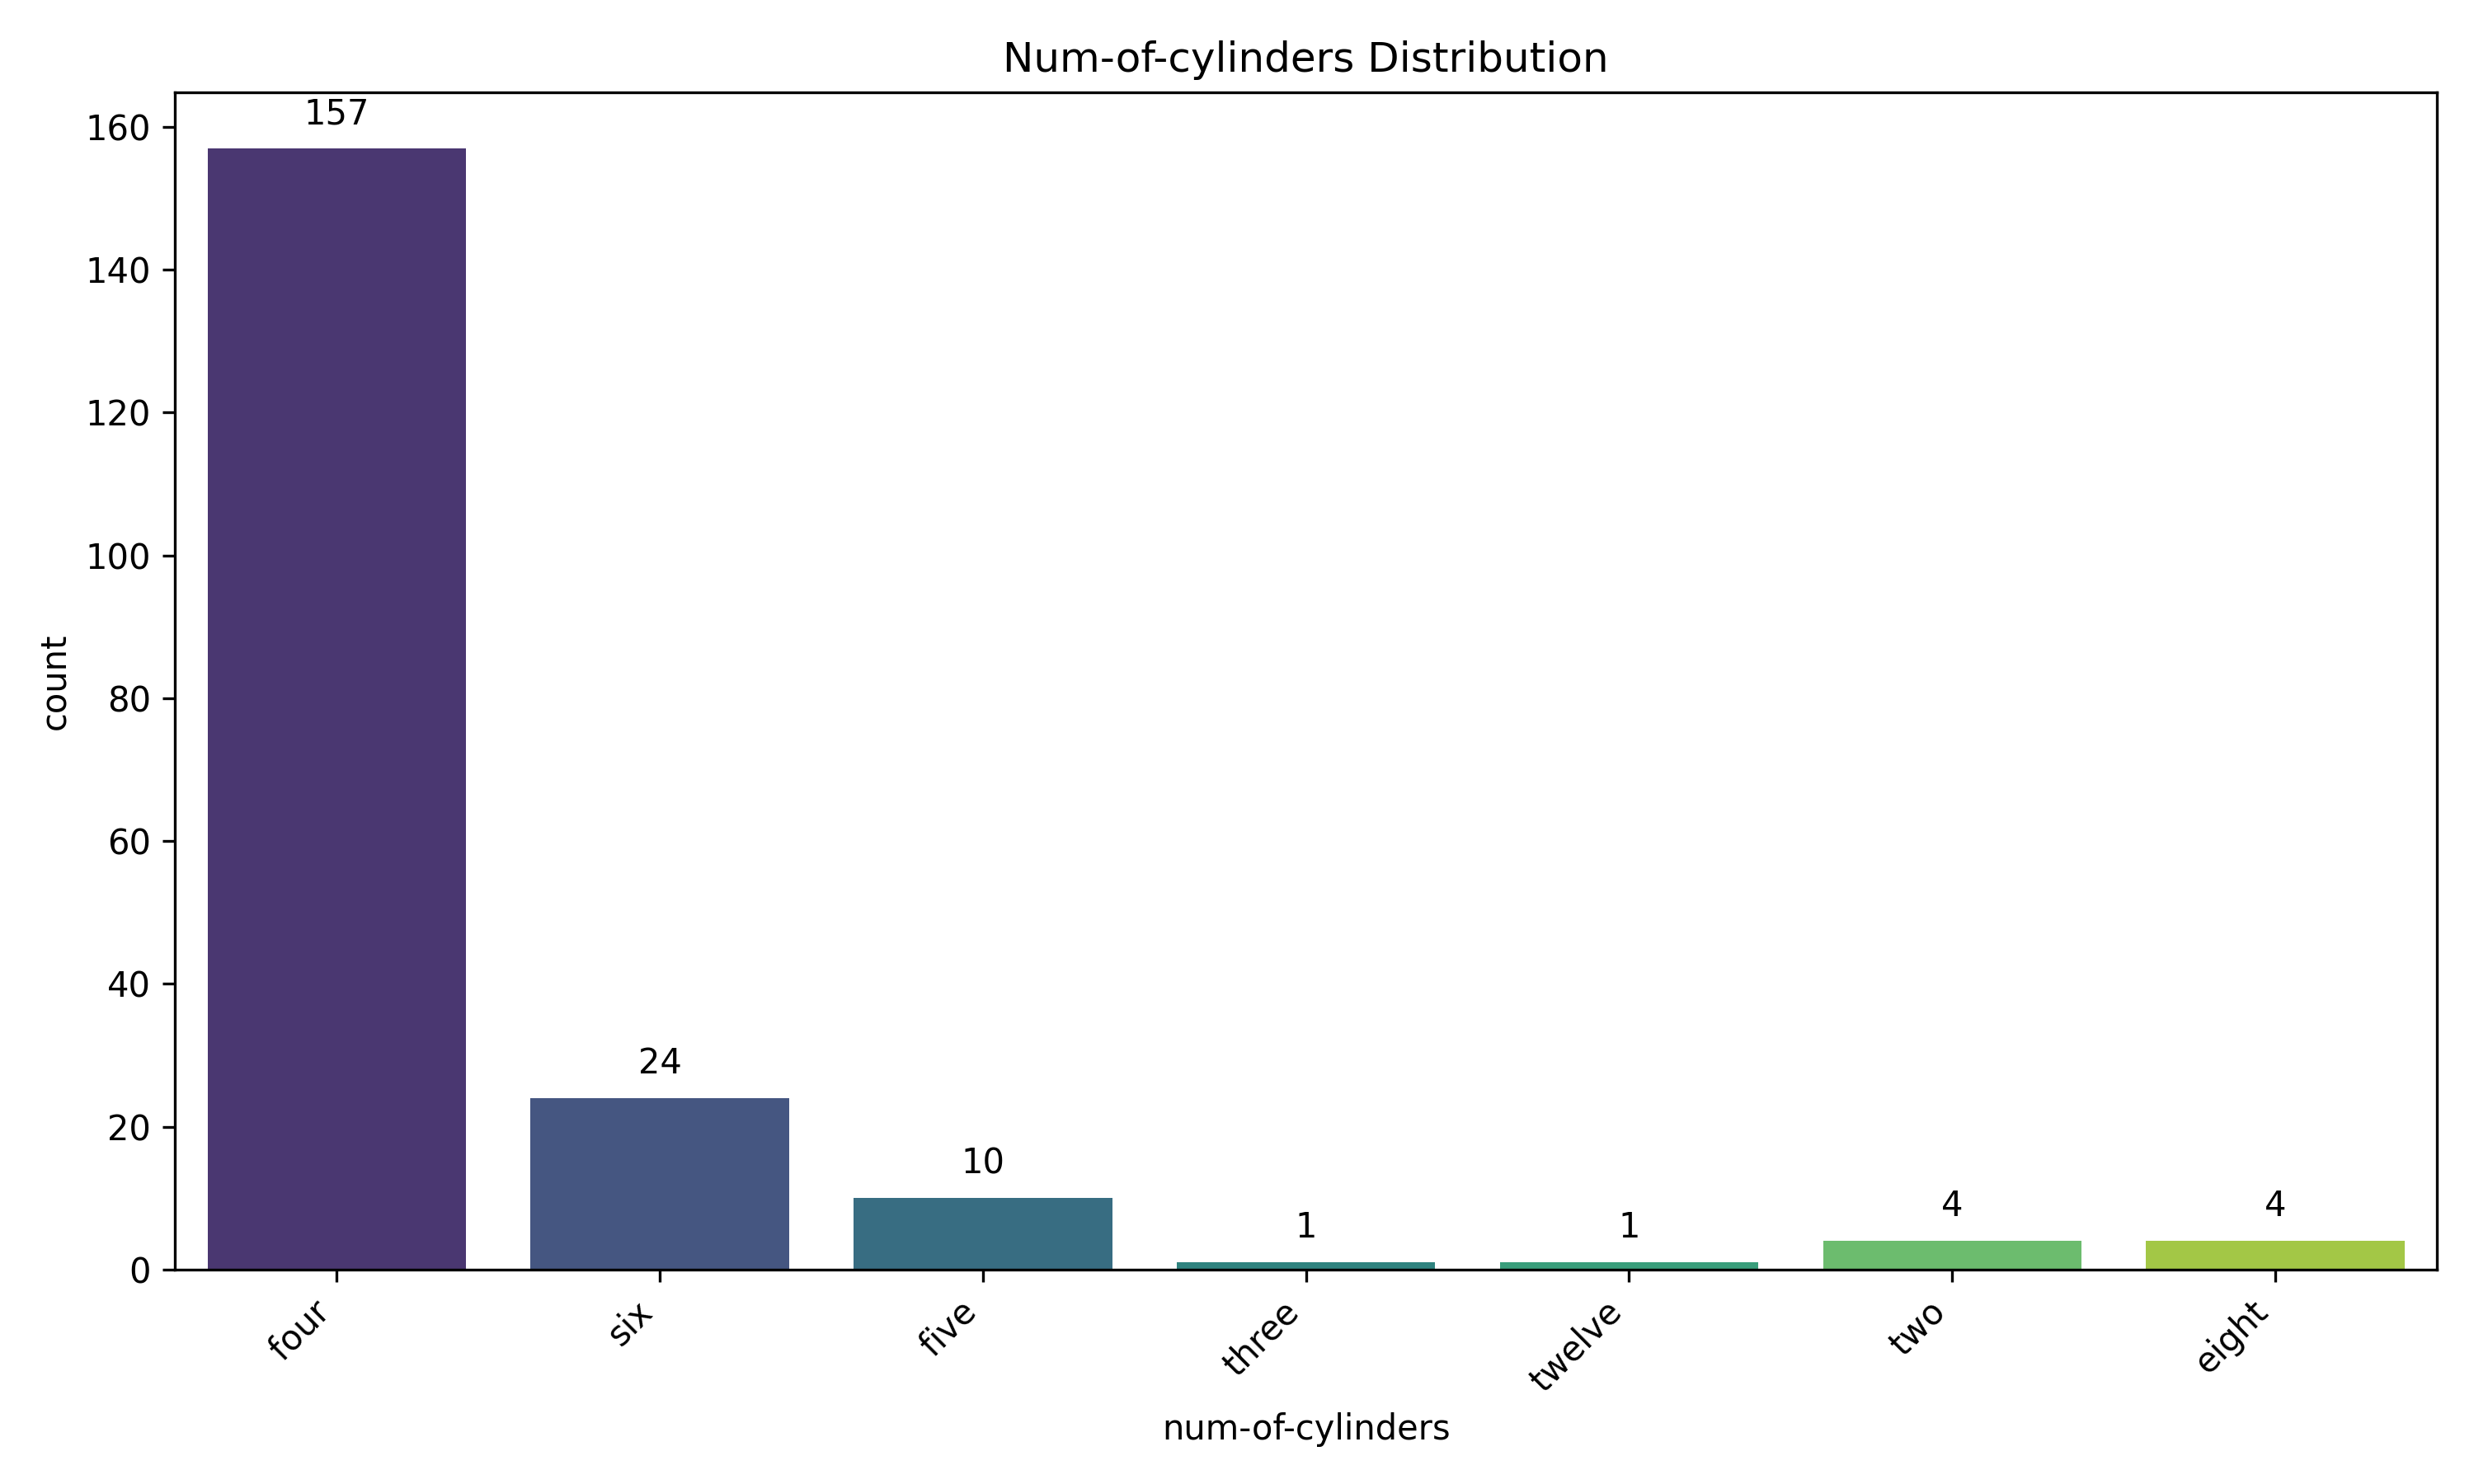 Num-of-cylinders Distribution
157
160
140
120
100
count
80
60
40
24
20
10
1
1
4
4
0
four
six
five
three
twelve
two
eight
num-of-cylinders